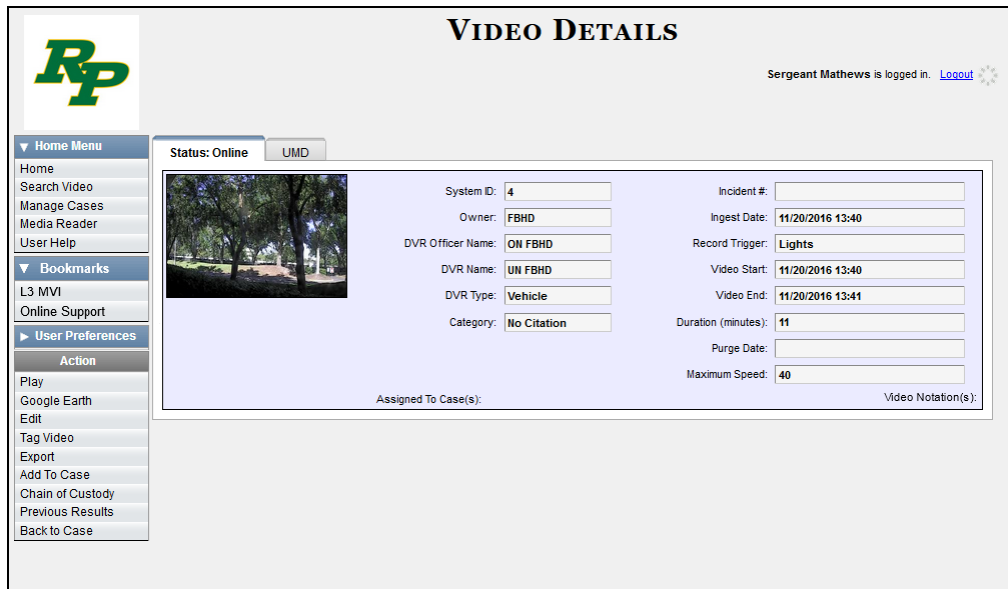 VIDEO DETAILS
RP
Sergeant Mathews is logged in. Logout
Home Menu
Home
Search Video
Manage Cases
Media Reader
User Help
Bookmarks
L3 MVI
Online Support
User Preferences
Action
Play
Google Earth
Edit
Tag Video
Export
Add To Case
Chain of Custody
Previous Results
Back to Case
Status: Online
UMD
System ID: 4
Owner: FBHD
DVR Officer Name: ON FBHD
DVR Name: UN FBHD
DVR Type: Vehicle
Category: No Citation
Incident #:
Ingest Date: 11/20/2016 13:40
Record Trigger: Lights
Video Start: 11/20/2016 13:40
Video End: 11/20/2016 13:41
Duration (minutes): 11
Purge Date:
Maximum Speed: 40
Assigned To Case(s):
Video Notation(s):